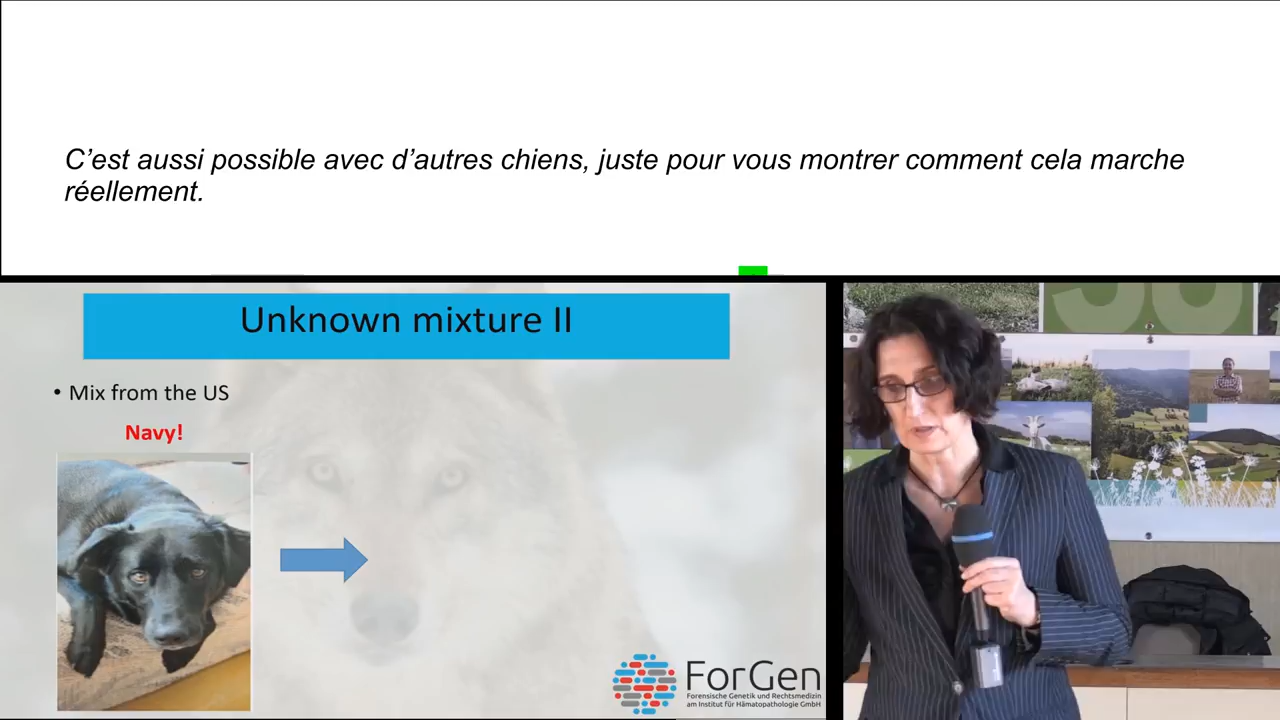 C’est aussi possible avec d’autres chiens, juste pour vous montrer comment cela marche
réellement.
Unknown mixture II
• Mix from the US
Navy!
ForGen
Forensische Genetik und Rechtsmedizin
am Institut für Hämatopathologie GmbH